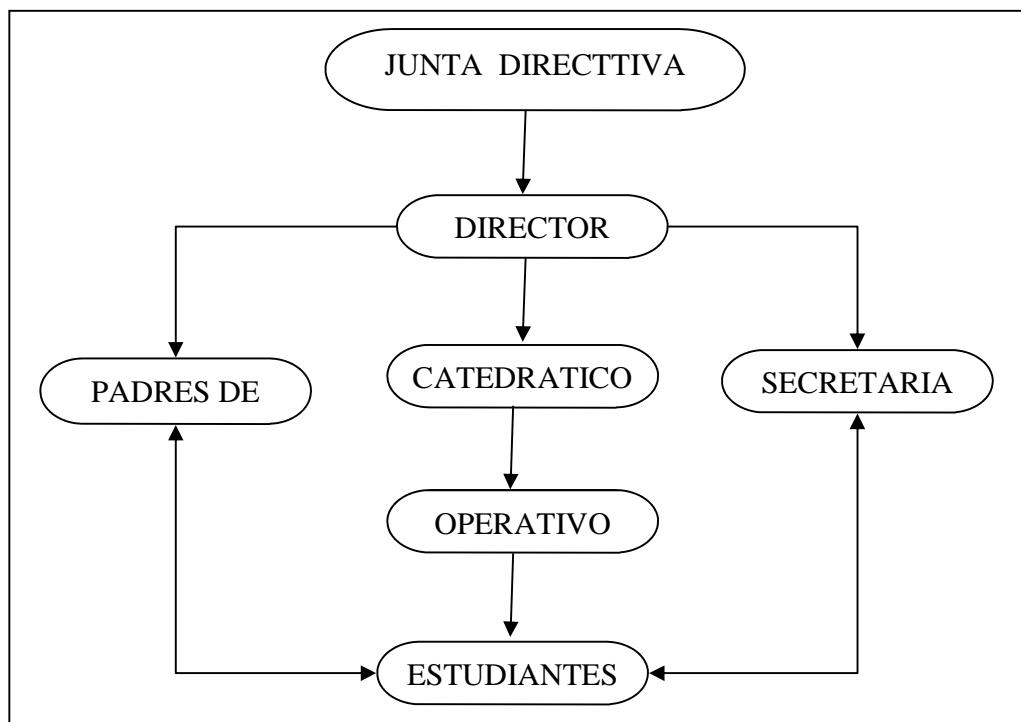 JUNTA DIRECTTIVA
DIRECTOR
PADRES DE
CATEDRATICO
SECRETARIA
OPERATIVO
ESTUDIANTES